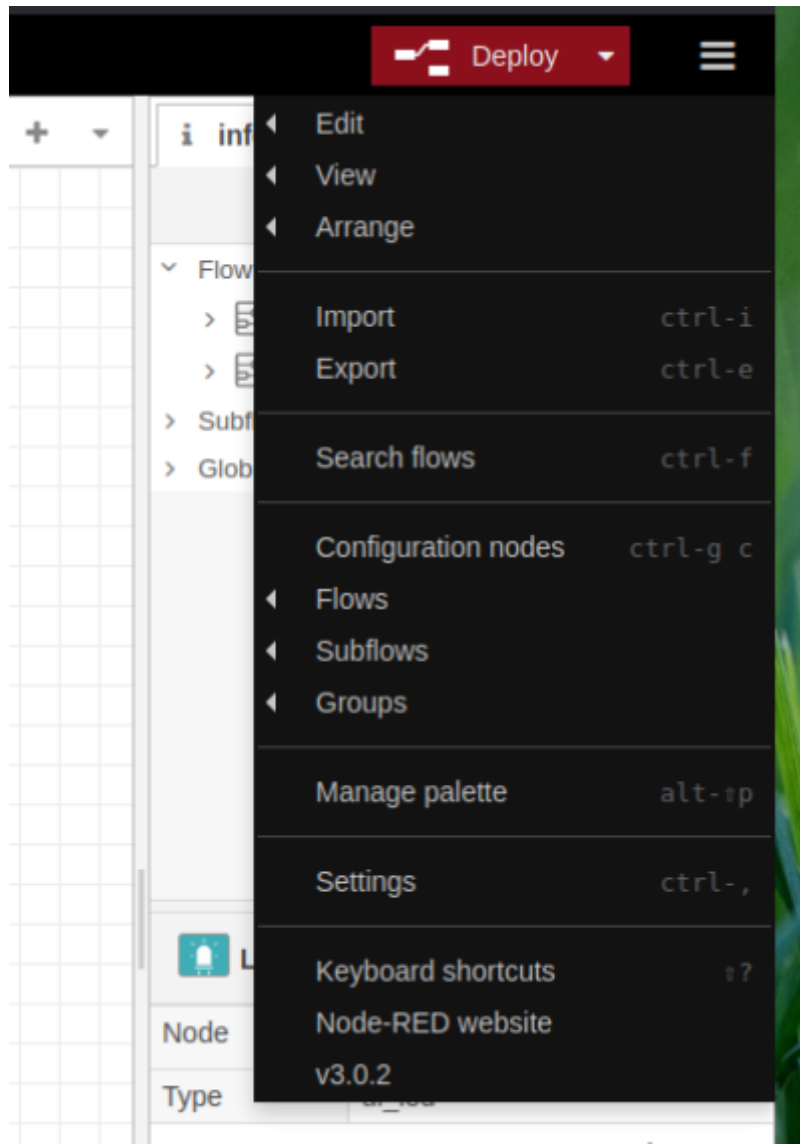 Deploy
inf
Edit
View
Arrange
Flow
Import ctrl-i
Export ctrl-e
Subfl
Search flows ctrl-f
Glob
Configuration nodes ctrl-g c
Flows
Subflows
Groups
Manage palette alt-⇧p
Settings ctrl-,
L
Keyboard shortcuts ⇧?
Node-RED website
Node
v3.0.2
Type